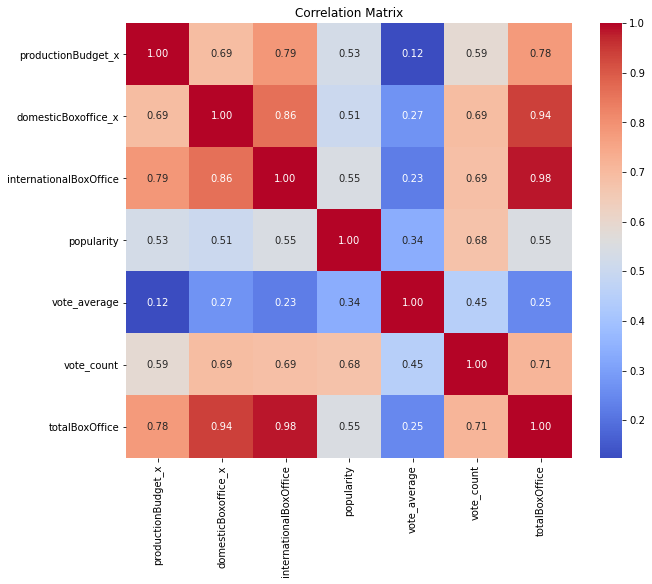 Correlation Matrix
productionBudget_x 1.00 0.69 0.79 0.53 0.12 0.59 0.78
domesticBoxoffice_x 0.69 1.00 0.86 0.51 0.27 0.69 0.94
internationalBoxOffice 0.79 0.86 1.00 0.55 0.23 0.69 0.98
popularity 0.53 0.51 0.55 1.00 0.34 0.68 0.55
vote_average 0.12 0.27 0.23 0.34 1.00 0.45 0.25
vote_count 0.59 0.69 0.69 0.68 0.45 1.00 0.71
totalBoxOffice 0.78 0.94 0.98 0.55 0.25 0.71 1.00
productionBudget_x
domesticBoxoffice_x
internationalBoxOffice
popularity
vote_average
vote_count
totalBoxOffice
1.0
0.9
0.8
0.7
0.6
0.5
0.4
0.3
0.2